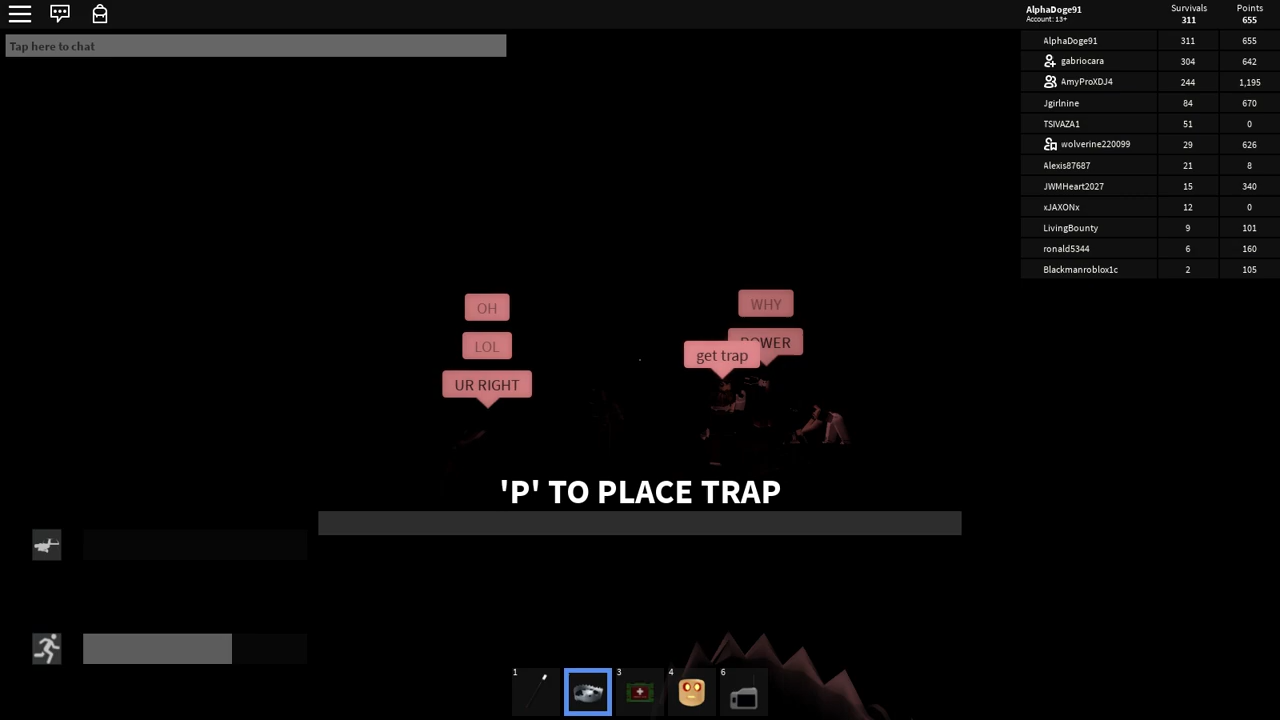 AlphaDoge91
Account: 13+
Survivals
311
Points
655
Tap here to chat
AlphaDoge91 311 655
gabriocara 304 642
AmyProXDJ4 244 1,195
Jgirlnine 84 670
TSIVAZA1 51 0
wolverine220099 29 626
Alexis87687 21 8
JWMHeart2027 15 340
xJAXONx 12 0
LivingBounty 9 101
ronald5344 6 160
Blackmanroblox1c 2 105
OH
LOL
UR RIGHT
WHY
POWER
get trap
'P' TO PLACE TRAP
1
3
4
6